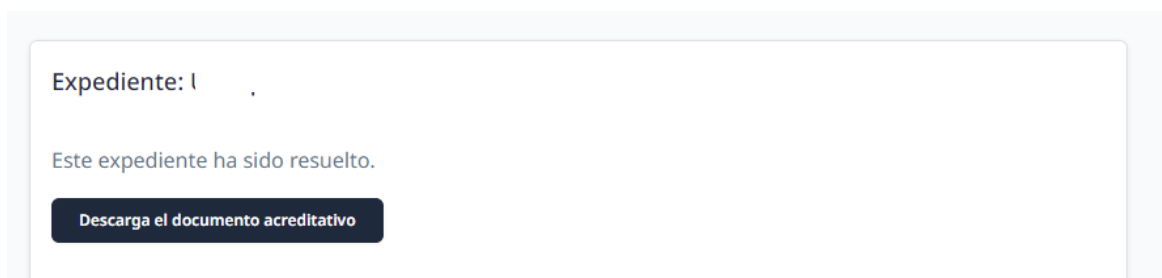 Expediente:
Este expediente ha sido resuelto.
Descarga el documento acreditativo